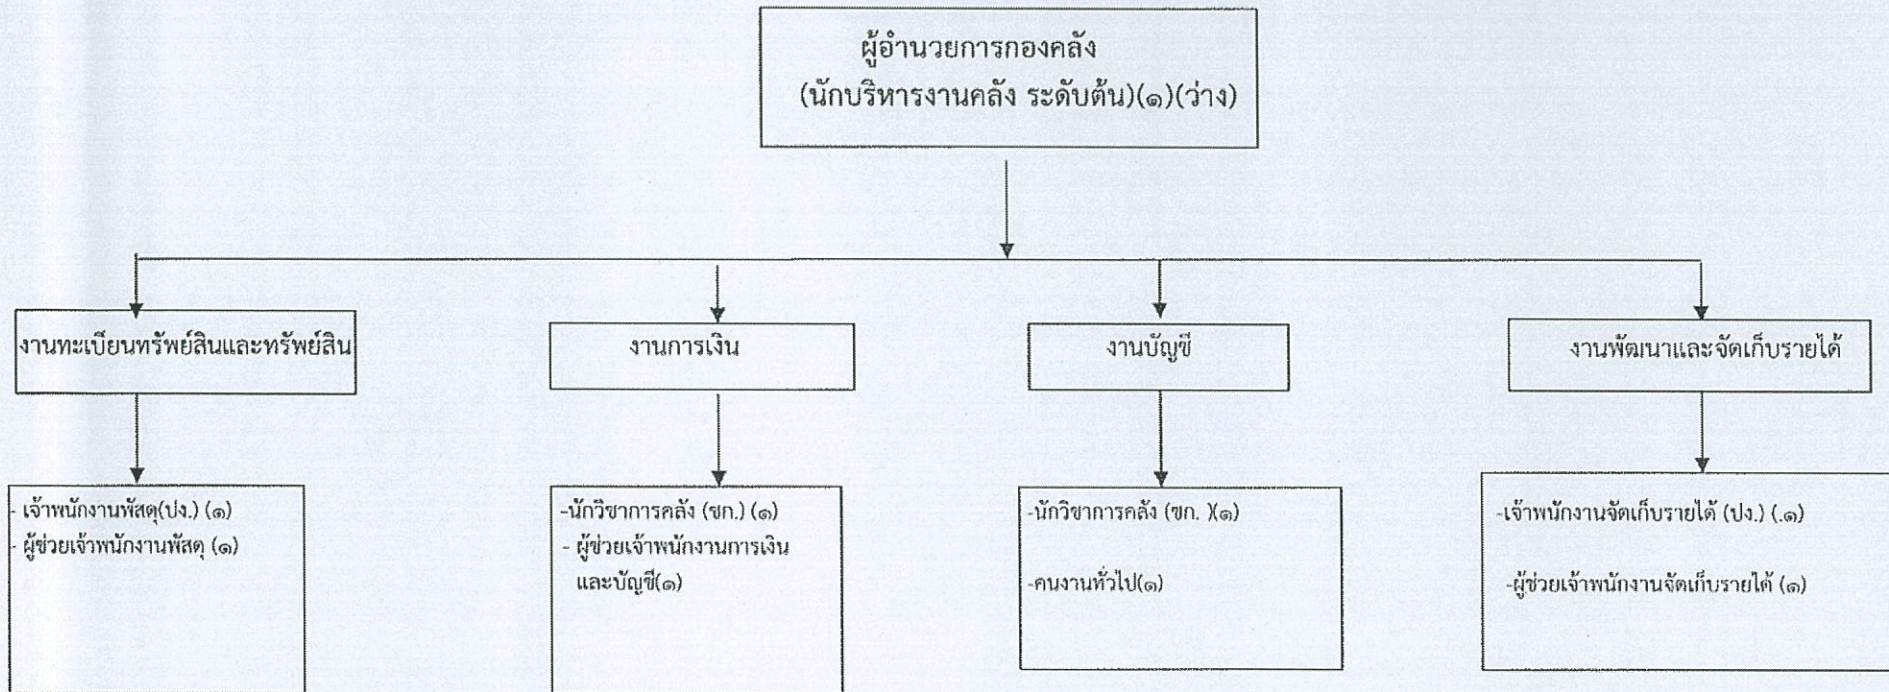 ผู้อำนวยการกองคลัง
(นักบริหารงานคลัง ระดับต้น)(๑)(ว่าง)
งานทะเบียนทรัพย์สินและทรัพย์สิน
งานการเงิน
งานบัญชี
งานพัฒนาและจัดเก็บรายได้
- เจ้าพนักงานพัสดุ(ปง.) (๑)
- ผู้ช่วยเจ้าพนักงานพัสดุ (๑)
-นักวิชาการคลัง (ชก.) (๑)
- ผู้ช่วยเจ้าพนักงานการเงิน
และบัญชี(๑)
-นักวิชาการคลัง (ชก. )(๑)
-คนงานทั่วไป(๑)
-เจ้าพนักงานจัดเก็บรายได้ (ปง.) (.๑)
-ผู้ช่วยเจ้าพนักงานจัดเก็บรายได้ (๑)